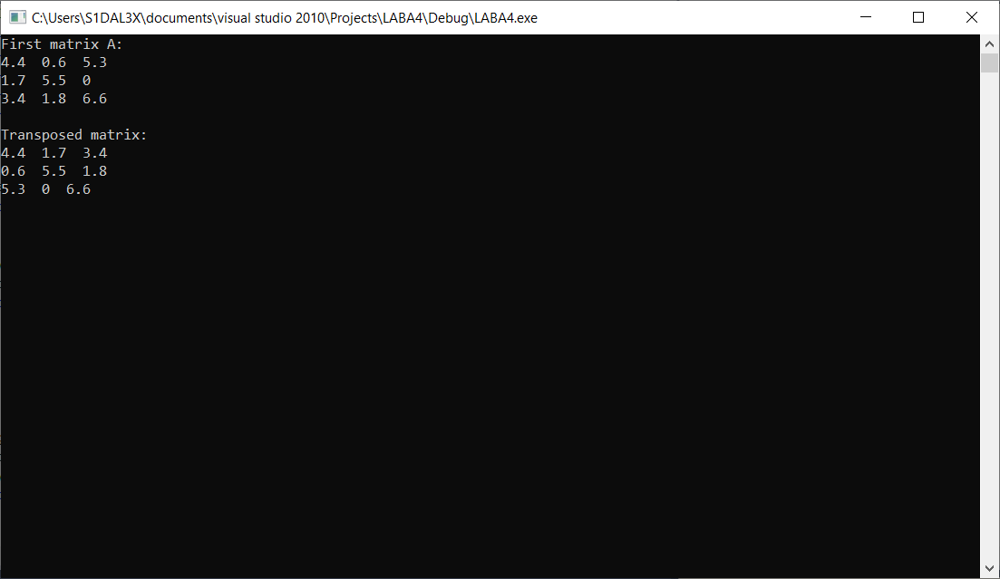 C:\Users\S1DAL3X\documents\visual studio 2010\Projects\LABA4\Debug\LABA4.exe
First matrix A:
4.4  0.6  5.3
1.7  5.5  0
3.4  1.8  6.6
Transposed matrix:
4.4  1.7  3.4
0.6  5.5  1.8
5.3  0  6.6